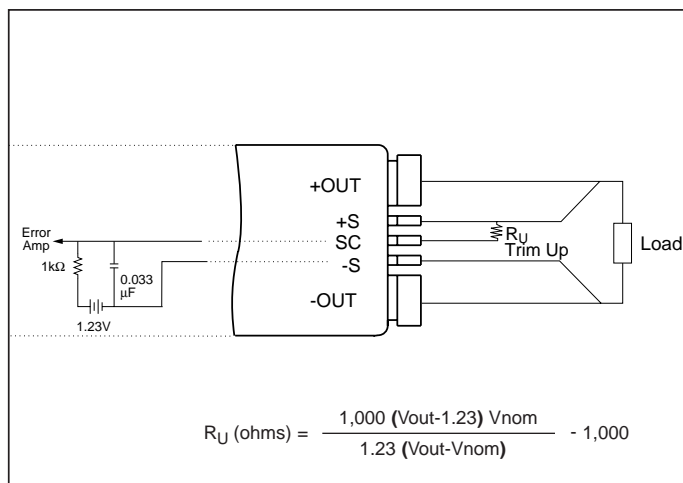 +OUT
+S
Error
Amp
SC
R_U
Trim Up
Load
1kΩ
0.033
µF
-S
1.23V
-OUT
R_U (ohms) = 1,000 (Vout-1.23) Vnom / 1.23 (Vout-Vnom) - 1,000